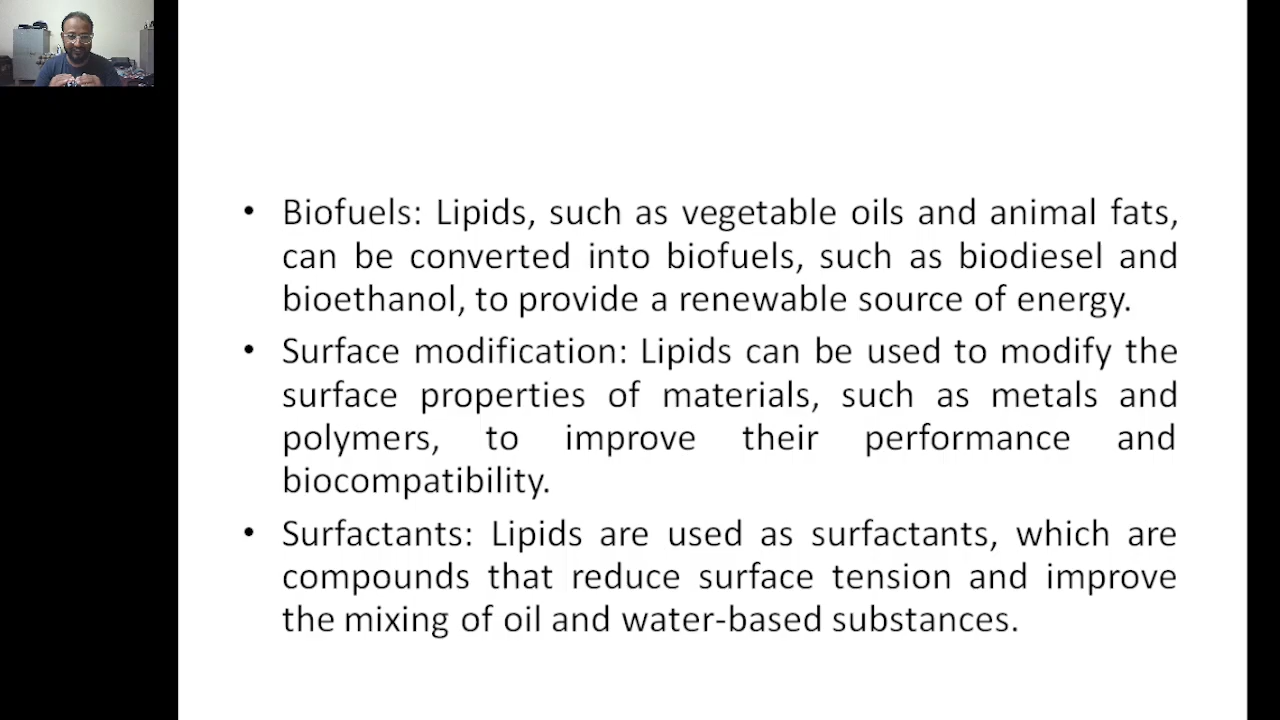 • Biofuels: Lipids, such as vegetable oils and animal fats,
can be converted into biofuels, such as biodiesel and
bioethanol, to provide a renewable source of energy.
• Surface modification: Lipids can be used to modify the
surface properties of materials, such as metals and
polymers, to improve their performance and
biocompatibility.
• Surfactants: Lipids are used as surfactants, which are
compounds that reduce surface tension and improve
the mixing of oil and water-based substances.